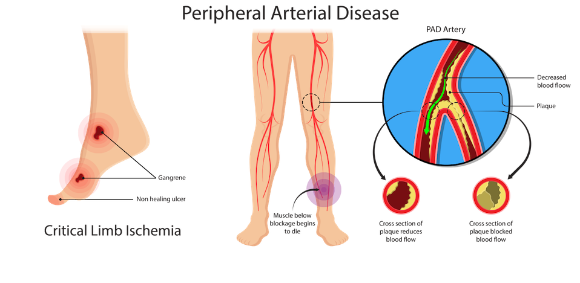 Peripheral Arterial Disease
PAD Artery
Decreased
blood floow
Plaque
Gangrene
Non healing ulcer
Critical Limb Ischemia
Muscle below
blockage begins
to die
Cross section of
plaque reduces
blood flow
Cross section of
plaque blocked
blood flow